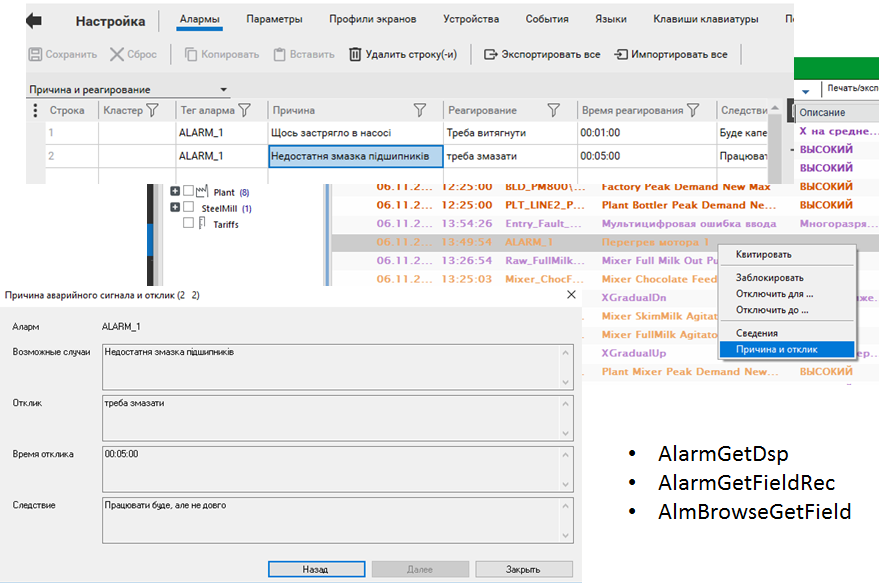 Настройка Алармы Параметры Профили экранов Устройства События Языки Клавиши клавиатуры
Сохранить Сброс Копировать Вставить Удалить строку(-и) Экспортировать все Импортировать все
Причина и реагирование
Строка Кластер Тег аларма Причина Реагирование Время реагирования Следстви
1 ALARM_1 Щось застрягло в насосі Треба витягнути 00:01:00 Буде капе
2 ALARM_1 Недостатня змазка підшипників треба змазати 00:05:00 Працюват
Печать/эксп
Описание
X на средне...
ВЫСОКИЙ
ВЫСОКИЙ
Plant (8)
SteelMill (1)
Tariffs
06.11.2... 12:25:00 BLD_PM800\... Factory Peak Demand New Max ВЫСОКИЙ
06.11.2... 12:25:00 PLT_LINE2_P... Plant Bottler Peak Demand Ne... ВЫСОКИЙ
06.11.2... 13:54:26 Entry_Fault_... Мультицифровая ошибка ввода Многоразря...
06.11.2... 13:49:54 ALARM_1 Перегрев мотора 1
06.11.2... 13:26:54 Raw_FullMilk... Mixer Full Milk Out Pu
06.11.2... 13:25:03 Mixer_ChocF... Mixer Chocolate Feed
XGradualDn же.
Mixer SkimMilk Agitat
Mixer FullMilk Agitato
XGradualUp ер...
Plant Mixer Peak Demand New... ВЫСОКИЙ
Квитировать
Заблокировать
Отключить для ...
Отключить до ...
Сведения
Причина и отклик
Причина аварийного сигнала и отклик (2 2)
Аларм ALARM_1
Возможные случаи Недостатня змазка підшипників
Отклик треба змазати
Время отклика 00:05:00
Следствие Працювати буде, але не довго
Назад Далее Закрыть
• AlarmGetDsp
• AlarmGetFieldRec
• AlmBrowseGetField